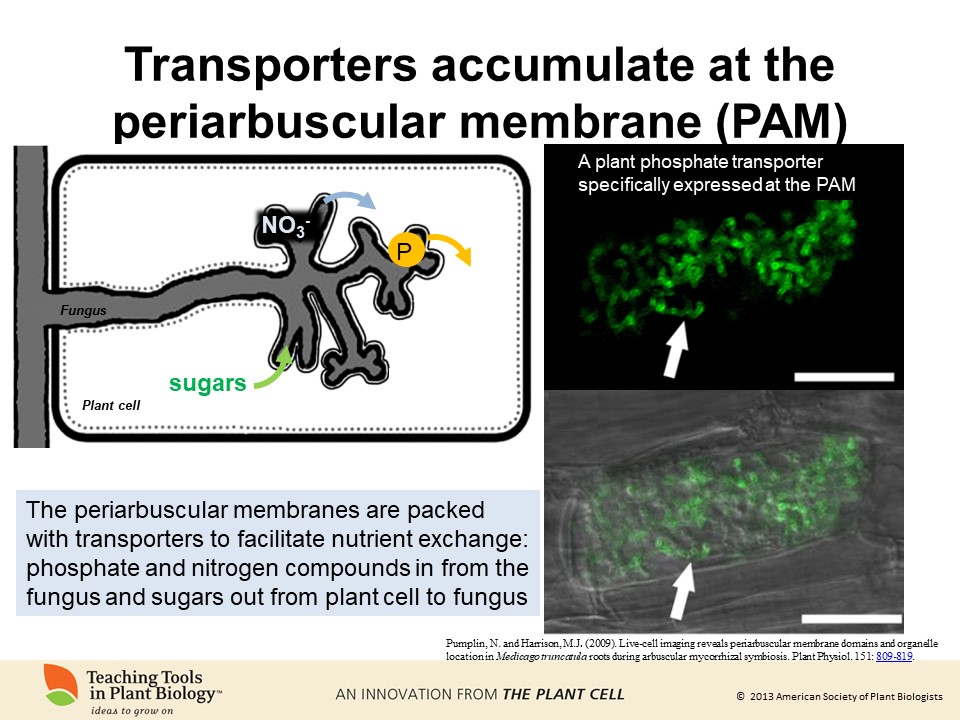 Transporters accumulate at the
periarbuscular membrane (PAM)
A plant phosphate transporter
specifically expressed at the PAM
NO3-
P
Fungus
sugars
Plant cell
The periarbuscular membranes are packed
with transporters to facilitate nutrient exchange:
phosphate and nitrogen compounds in from the
fungus and sugars out from plant cell to fungus
Pumplin, N. and Harrison, M.J. (2009). Live-cell imaging reveals periarbuscular membrane domains and organelle
location in Medicago truncatula roots during arbuscular mycorrhizal symbiosis. Plant Physiol. 151: 809-819.
Teaching Tools
in Plant Biology™
ideas to grow on
AN INNOVATION FROM THE PLANT CELL
© 2013 American Society of Plant Biologists